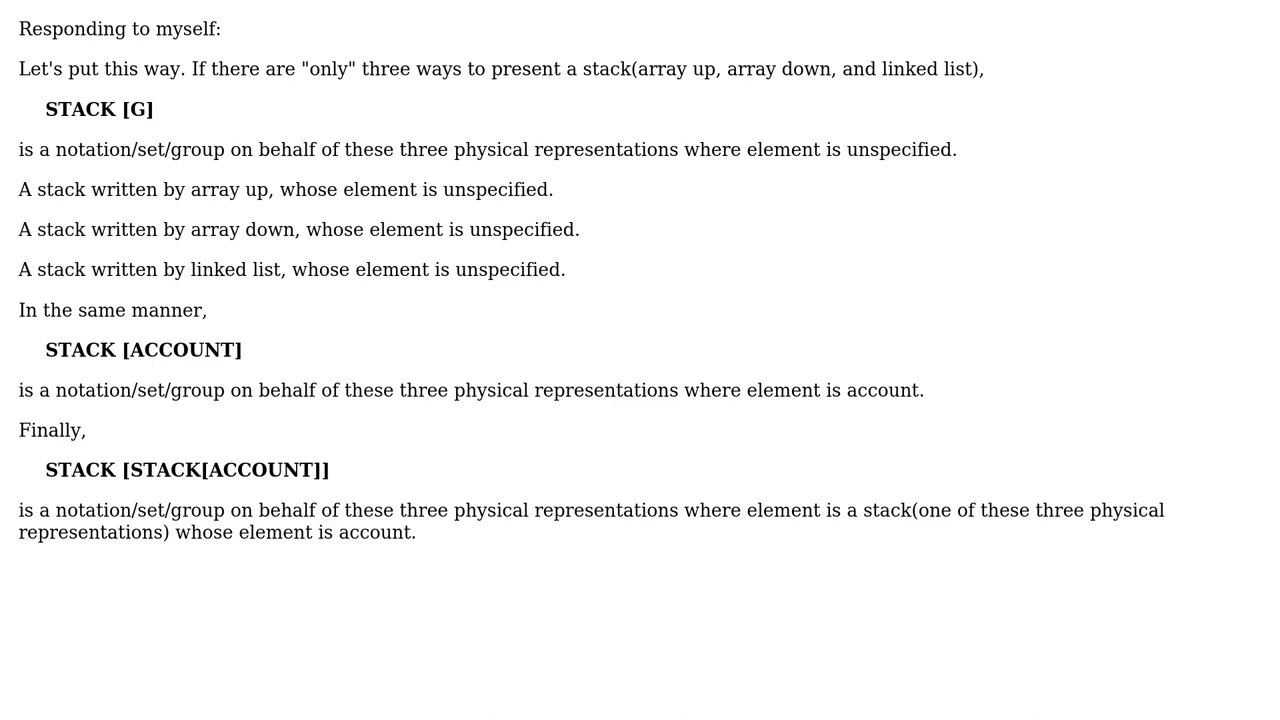 Responding to myself:
Let's put this way. If there are "only" three ways to present a stack(array up, array down, and linked list),
STACK [G]
is a notation/set/group on behalf of these three physical representations where element is unspecified.
A stack written by array up, whose element is unspecified.
A stack written by array down, whose element is unspecified.
A stack written by linked list, whose element is unspecified.
In the same manner,
STACK [ACCOUNT]
is a notation/set/group on behalf of these three physical representations where element is account.
Finally,
STACK [STACK[ACCOUNT]]
is a notation/set/group on behalf of these three physical representations where element is a stack(one of these three physical
representations) whose element is account.